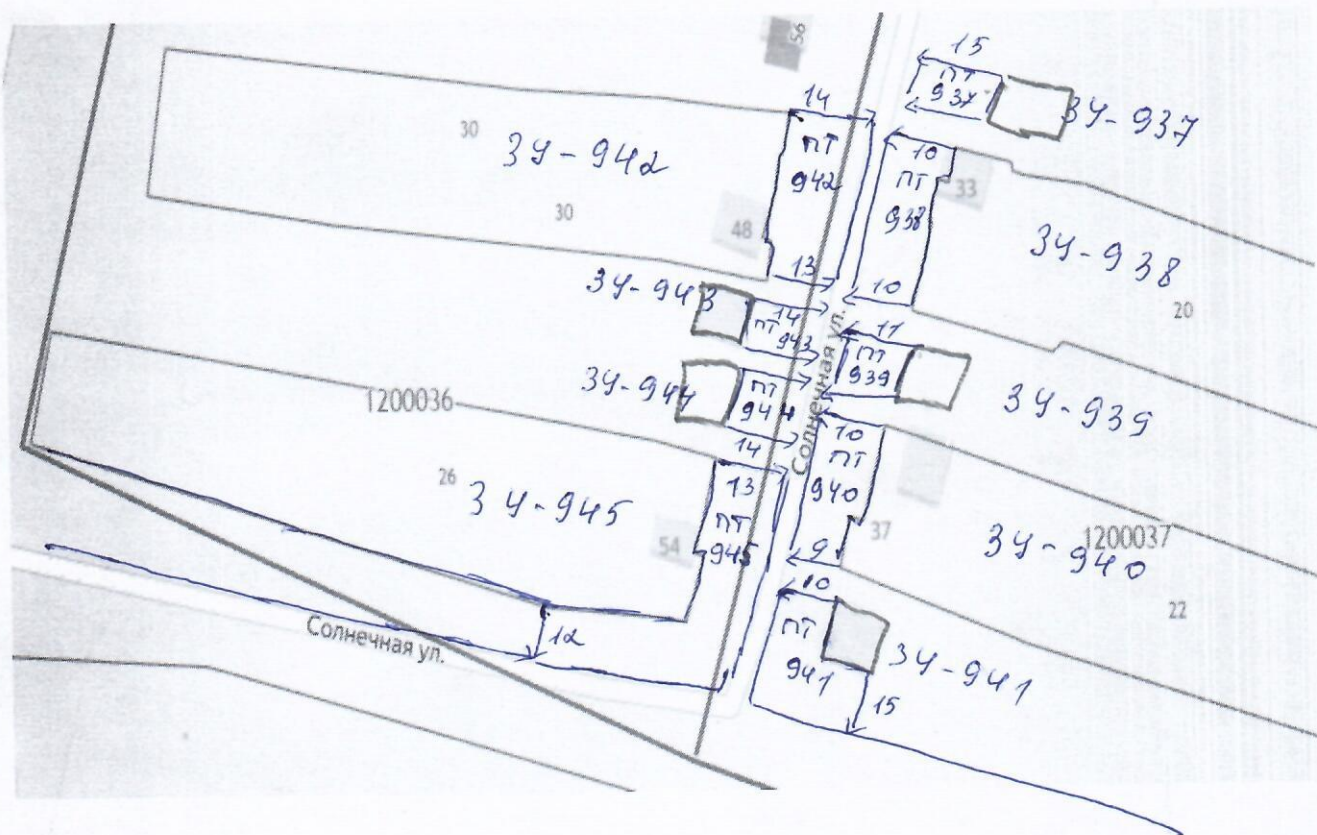 56
15
ПТ
937
ЗУ-937
14
ПТ
942
30
ЗУ-942
30
48
13
10
ПТ
938
33
ЗУ-938
20
10
ЗУ-943
14
ПТ
943
11
ПТ
939
ЗУ-939
Солнечная ул.
ЗУ-944
ПТ
944
14
1200036
10
ПТ
940
37
9
1200037
ЗУ-940
22
26
ЗУ-945
54
13
ПТ
945
12
Солнечная ул.
10
ПТ
941
ЗУ-941
15